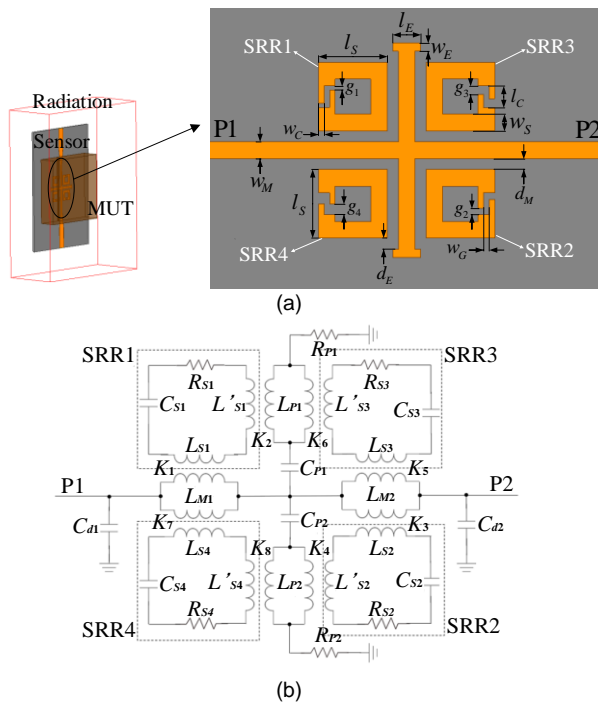 (a)
Radiation
Sensor
MUT
SRR1
SRR3
l_S
l_E
w_E
g_1
g_3
l_C
w_C
w_S
P1
P2
w_M
d_M
l_S
g_4
g_2
w_G
SRR4
d_E
SRR2
(a)
SRR1
R_P1
SRR3
R_S1
R_S3
C_S1
L'_S1
L_P1
L'_S3
C_S3
L_S1
K_2
K_6
L_S3
K_1
C_P1
K_5
P1
L_M1
L_M2
P2
C_d1
K_7
C_P2
K_3
C_d2
L_S4
K_8
K_4
L_S2
C_S4
L'_S4
L_P2
L'_S2
C_S2
R_S4
R_S2
SRR4
R_P2
SRR2
(b)